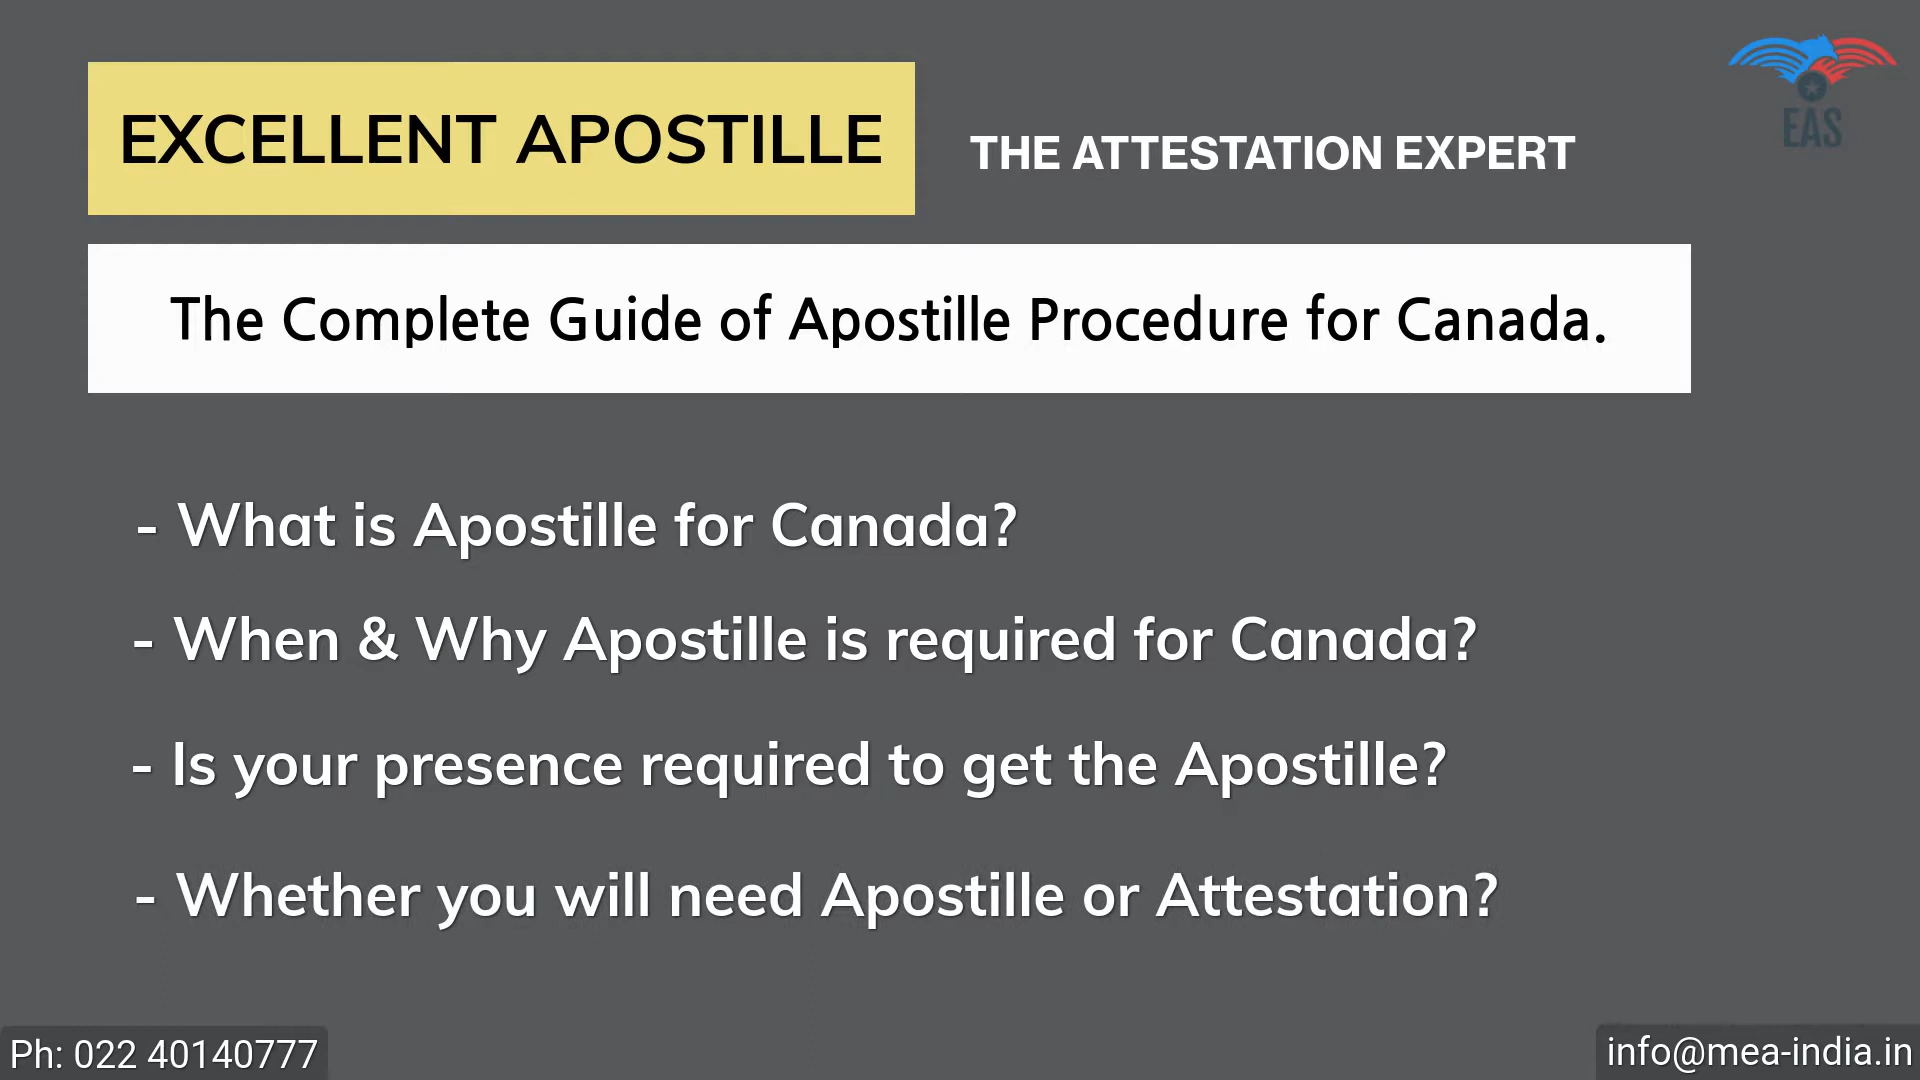 EXCELLENT APOSTILLE
THE ATTESTATION EXPERT
EAS
The Complete Guide of Apostille Procedure for Canada.
- What is Apostille for Canada?
- When & Why Apostille is required for Canada?
- Is your presence required to get the Apostille?
- Whether you will need Apostille or Attestation?
Ph: 022 40140777
info@mea-india.in